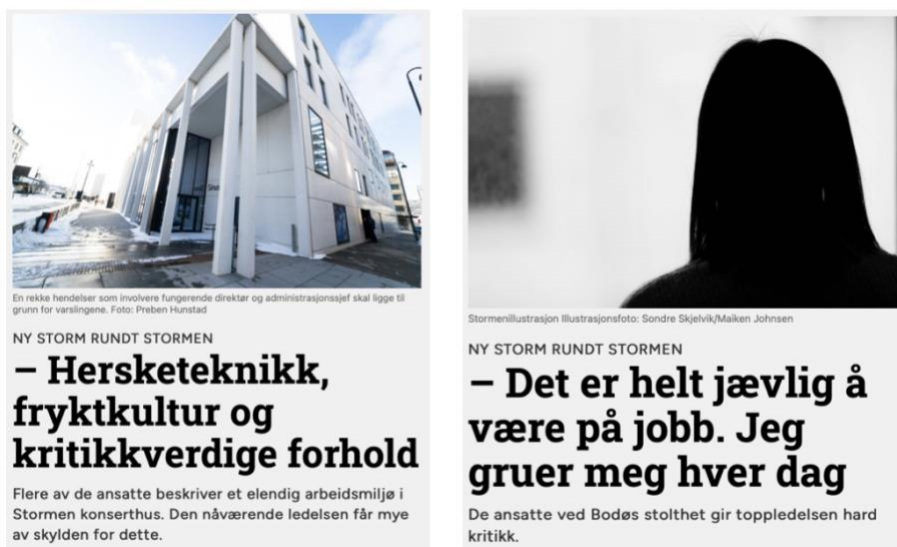 En rekke hendelser som involvere fungerende direktør og administrasjonssjef skal ligge til
grunn for varslingene. Foto: Preben Hunstad
NY STORM RUNDT STORMEN
– Hersketeknikk,
fryktkultur og
kritikkverdige forhold
Flere av de ansatte beskriver et elendig arbeidsmiljø i
Stormen konserthus. Den nåværende ledelsen får mye
av skylden for dette.
Stormenillustrasjon Illustrasjonsfoto: Sondre Skjelvik/Maiken Johnsen
NY STORM RUNDT STORMEN
– Det er helt jævlig å
være på jobb. Jeg
gruer meg hver dag
De ansatte ved Bodøs stolthet gir toppledelsen hard
kritikk.